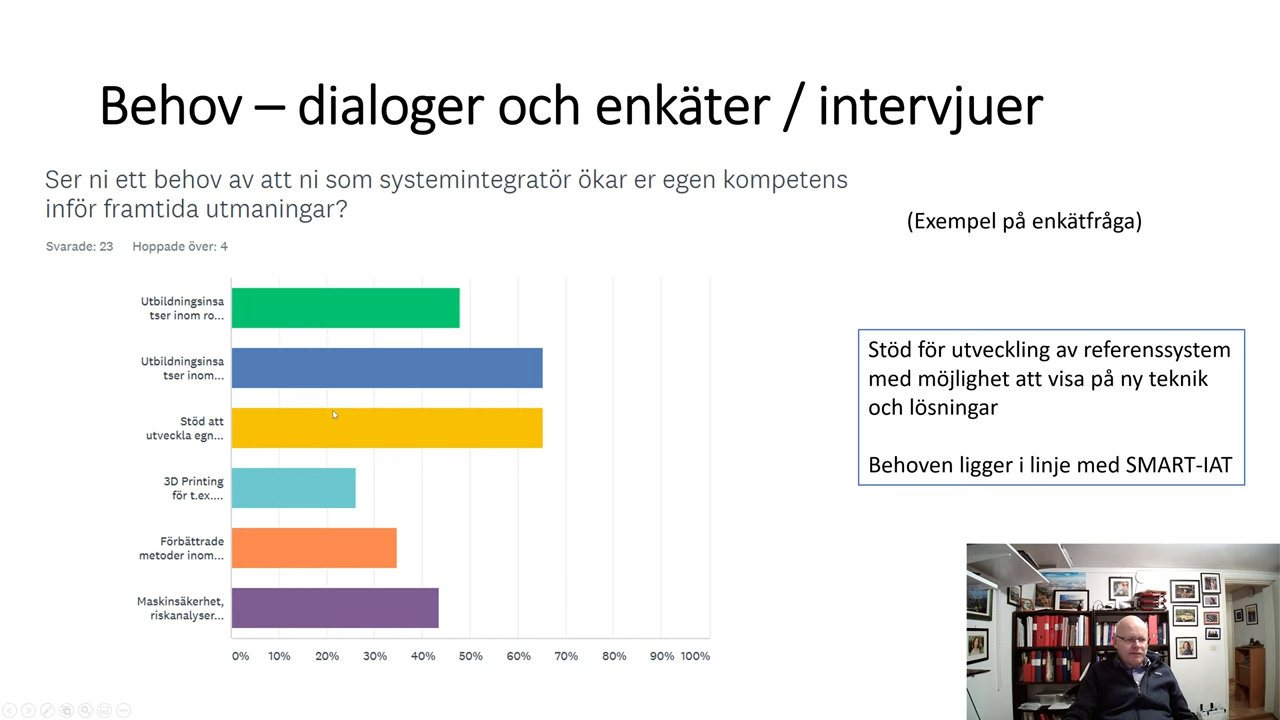 Behov – dialoger och enkäter / intervjuer
Ser ni ett behov av att ni som systemintegratör ökar er egen kompetens
inför framtida utmaningar?
Svarade: 23 Hoppade över: 4
(Exempel på enkätfråga)
Utbildningsinsa
tser inom ro...
Utbildningsinsa
tser inom...
Stöd att
utveckla egn...
3D Printing
för t.ex....
Förbättrade
metoder inom...
Maskinsäkerhet,
riskanalyser...
0% 10% 20% 30% 40% 50% 60% 70% 80% 90% 100%
Stöd för utveckling av referenssystem
med möjlighet att visa på ny teknik
och lösningar
Behoven ligger i linje med SMART-IAT